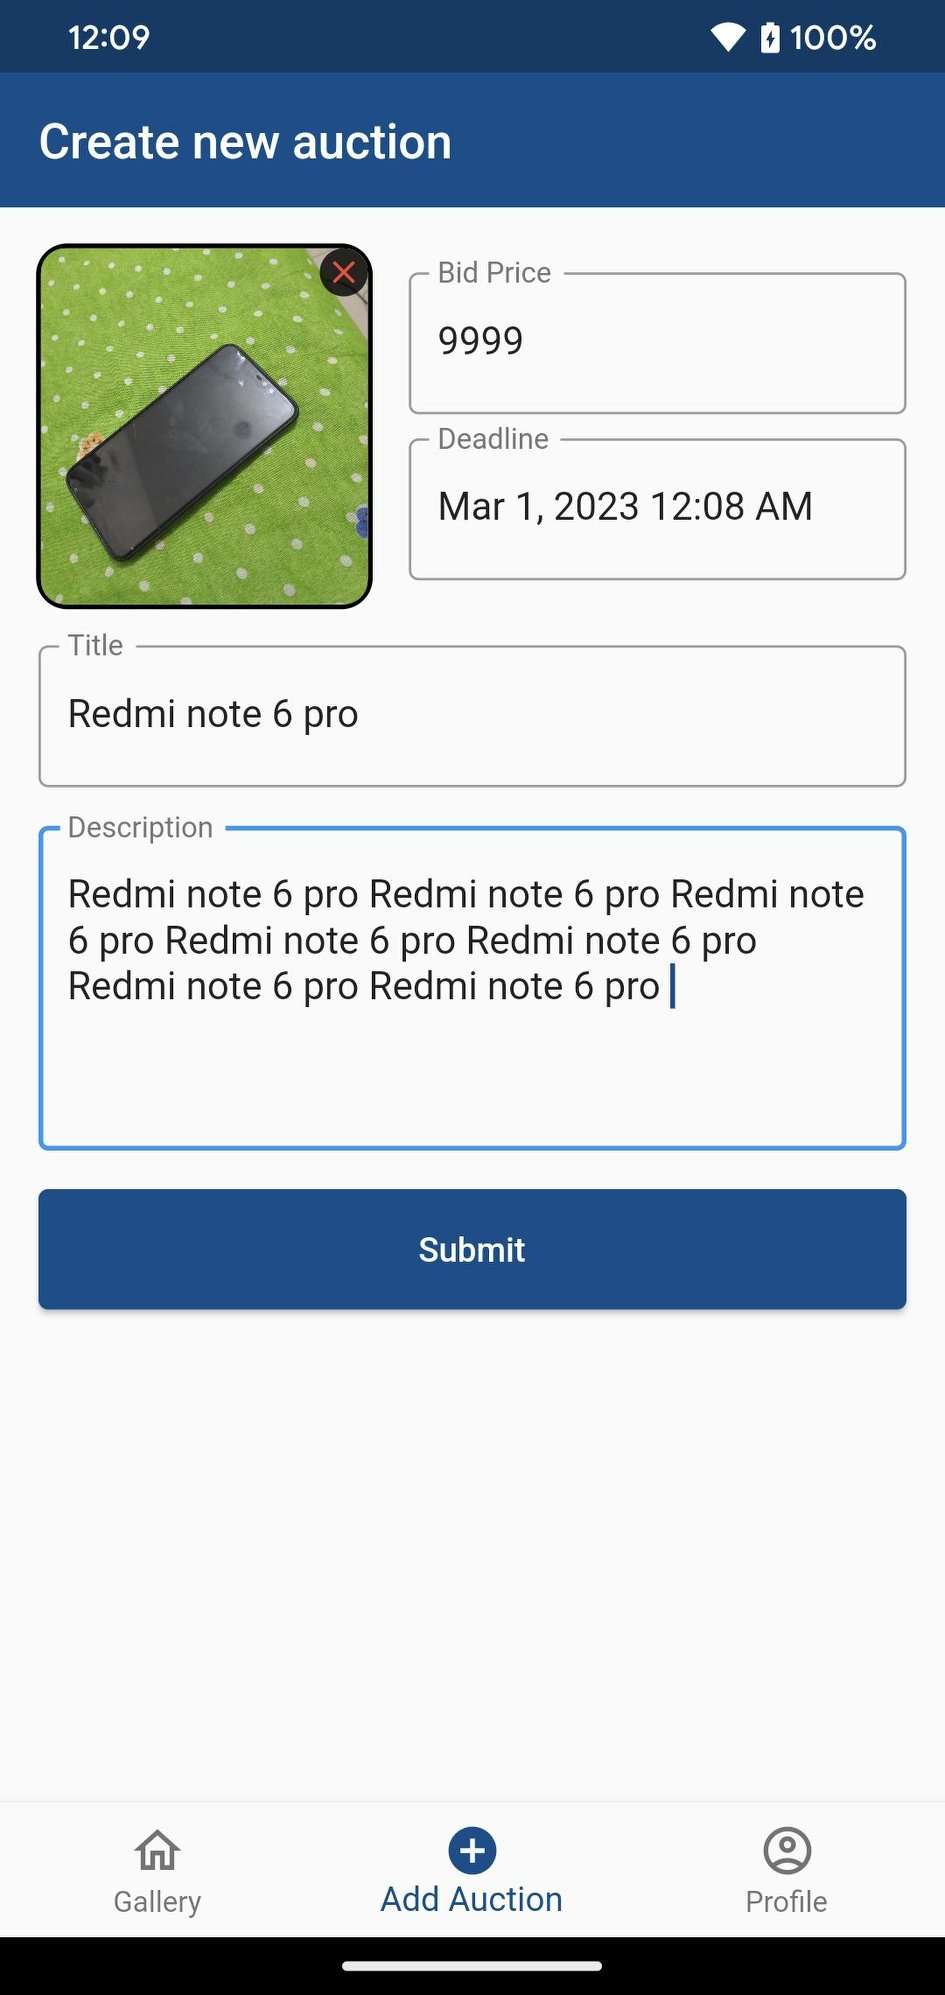 12:09
100%
Create new auction
Bid Price
9999
Deadline
Mar 1, 2023 12:08 AM
Title
Redmi note 6 pro
Description
Redmi note 6 pro Redmi note 6 pro Redmi note
6 pro Redmi note 6 pro Redmi note 6 pro
Redmi note 6 pro Redmi note 6 pro
Submit
Gallery
Add Auction
Profile